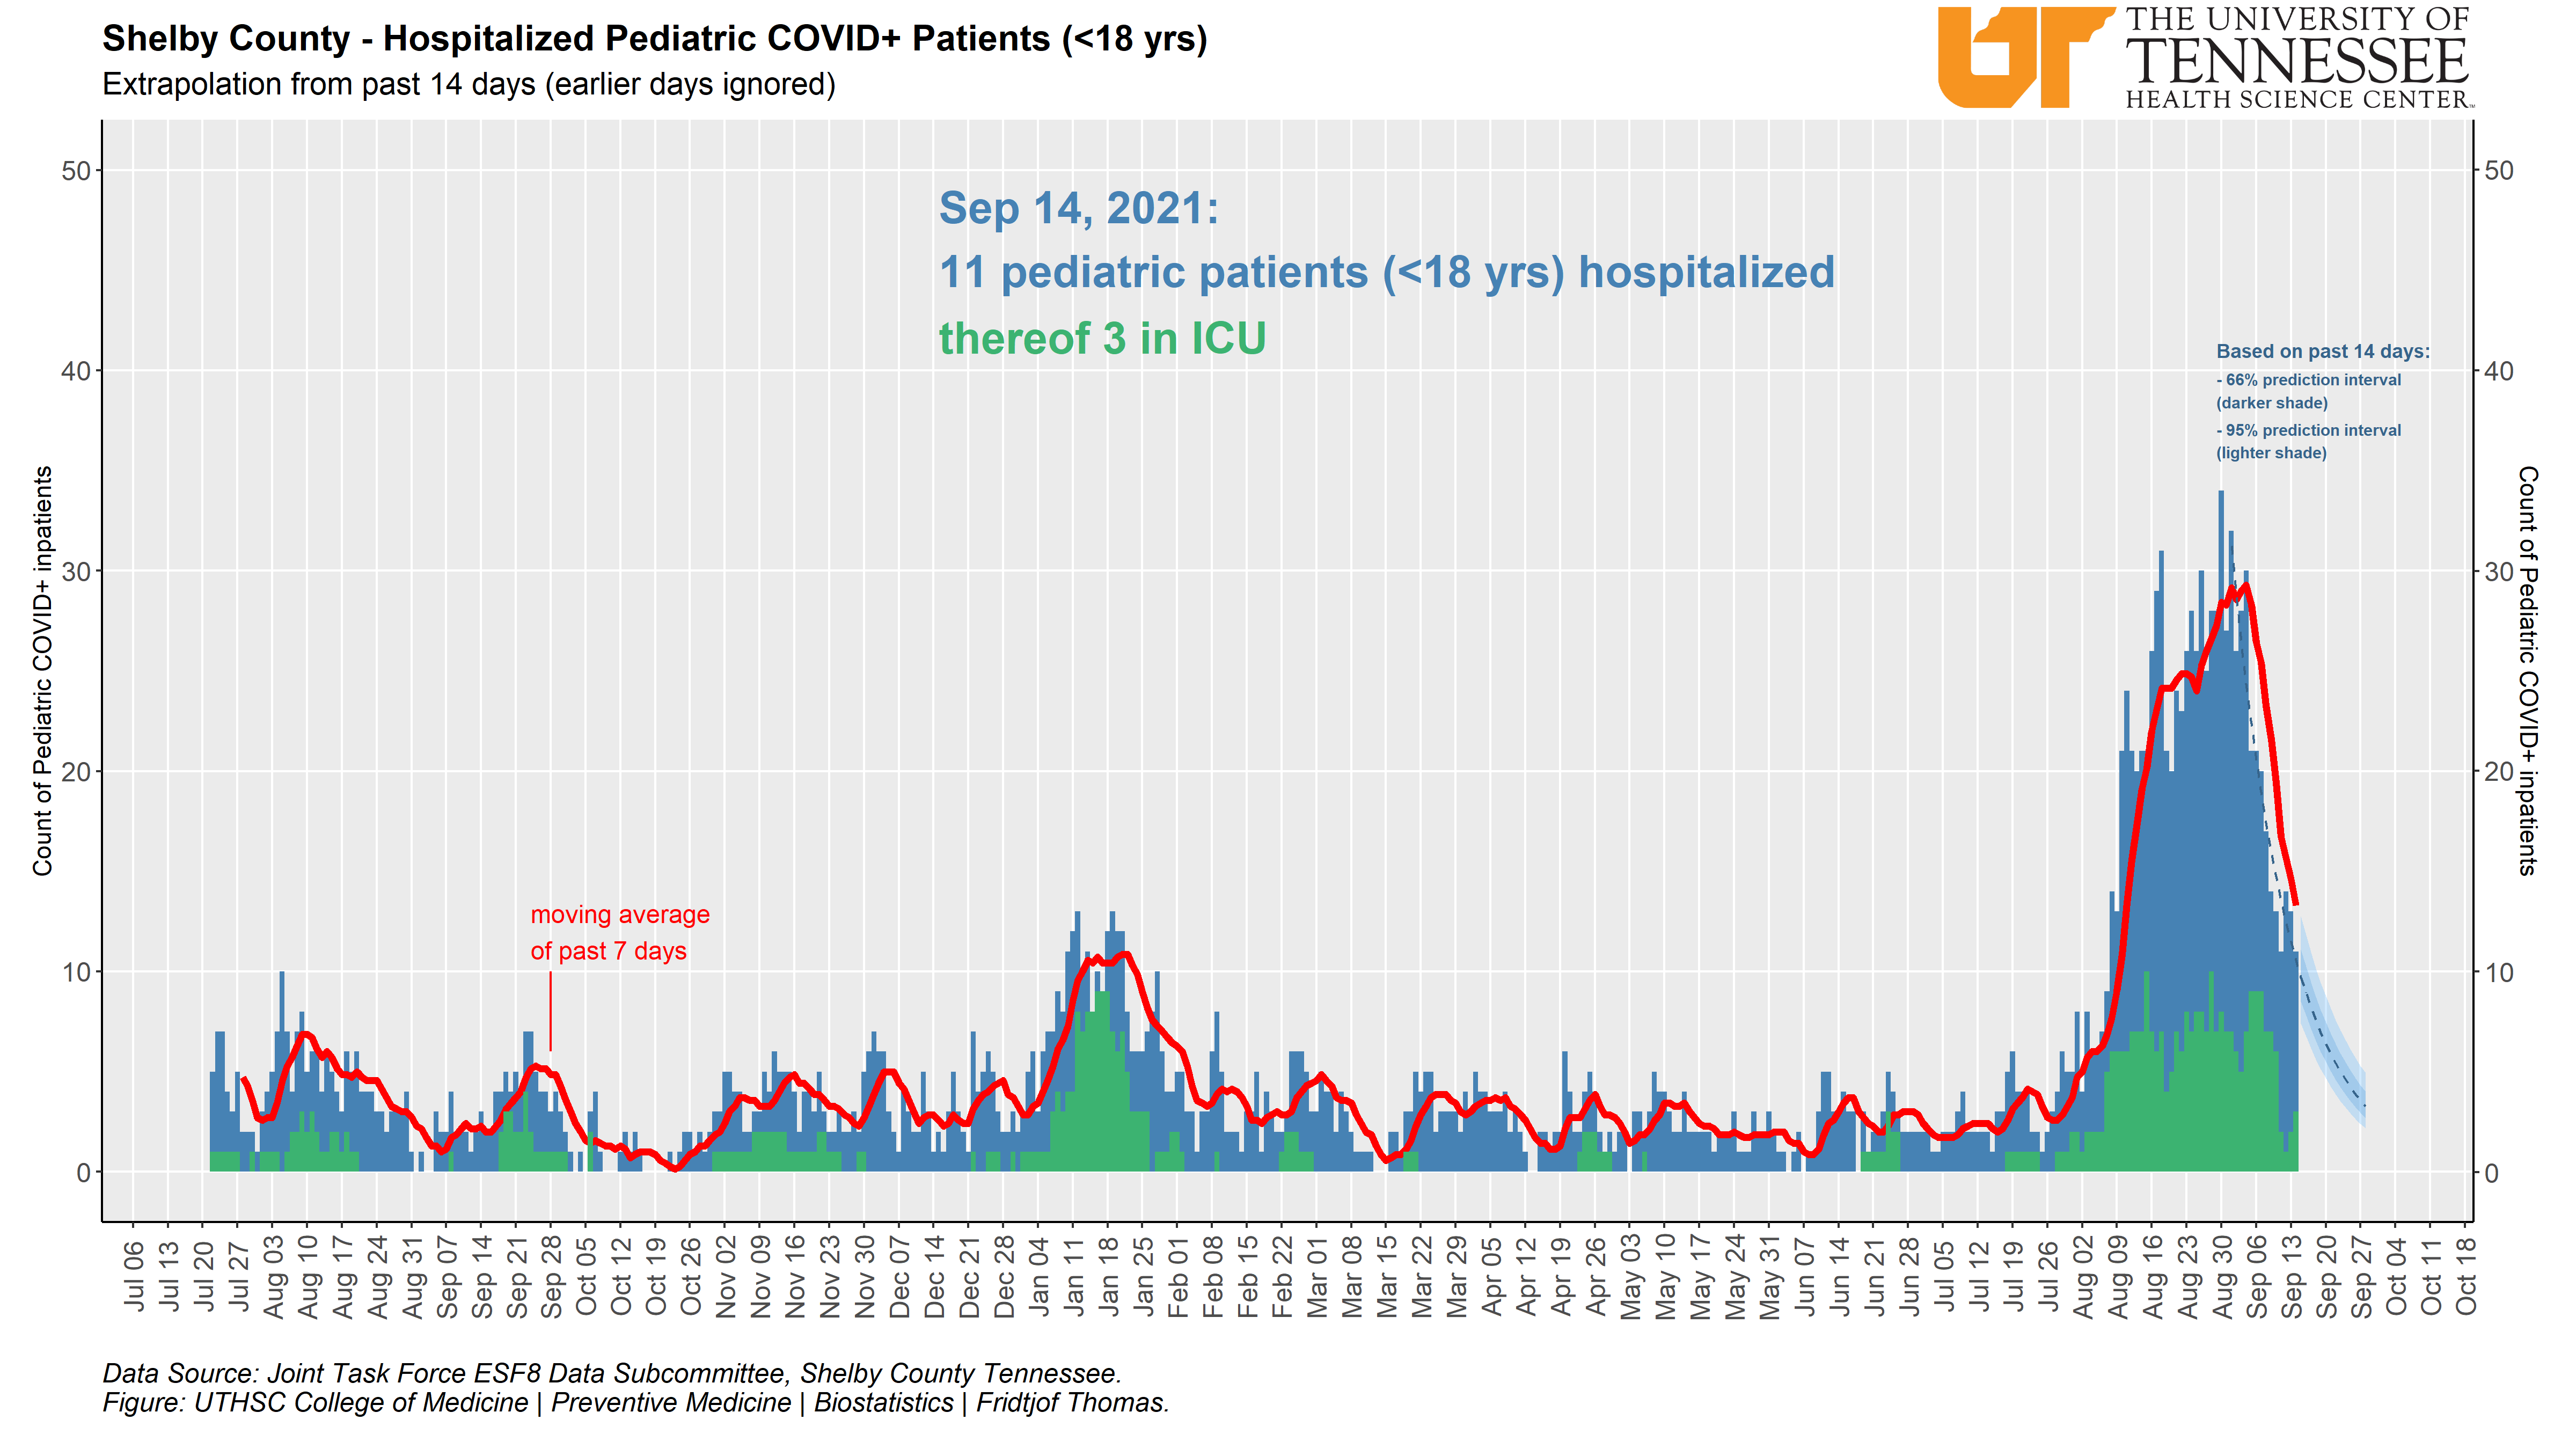 Shelby County - Hospitalized Pediatric COVID+ Patients (<18 yrs)
Extrapolation from past 14 days (earlier days ignored)
THE UNIVERSITY OF
TENNESSEE
HEALTH SCIENCE CENTER™
Sep 14, 2021:
11 pediatric patients (<18 yrs) hospitalized
thereof 3 in ICU
Based on past 14 days:
- 66% prediction interval
(darker shade)
- 95% prediction interval
(lighter shade)
moving average
of past 7 days
Count of Pediatric COVID+ inpatients
50
40
30
20
10
0
50
40
30
20
10
0
Count of Pediatric COVID+ inpatients
Jul 06
Jul 13
Jul 20
Jul 27
Aug 03
Aug 10
Aug 17
Aug 24
Aug 31
Sep 07
Sep 14
Sep 21
Sep 28
Oct 05
Oct 12
Oct 19
Oct 26
Nov 02
Nov 09
Nov 16
Nov 23
Nov 30
Dec 07
Dec 14
Dec 21
Dec 28
Jan 04
Jan 11
Jan 18
Jan 25
Feb 01
Feb 08
Feb 15
Feb 22
Mar 01
Mar 08
Mar 15
Mar 22
Mar 29
Apr 05
Apr 12
Apr 19
Apr 26
May 03
May 10
May 17
May 24
May 31
Jun 07
Jun 14
Jun 21
Jun 28
Jul 05
Jul 12
Jul 19
Jul 26
Aug 02
Aug 09
Aug 16
Aug 23
Aug 30
Sep 06
Sep 13
Sep 20
Sep 27
Oct 04
Oct 11
Oct 18
Data Source: Joint Task Force ESF8 Data Subcommittee, Shelby County Tennessee.
Figure: UTHSC College of Medicine | Preventive Medicine | Biostatistics | Fridtjof Thomas.